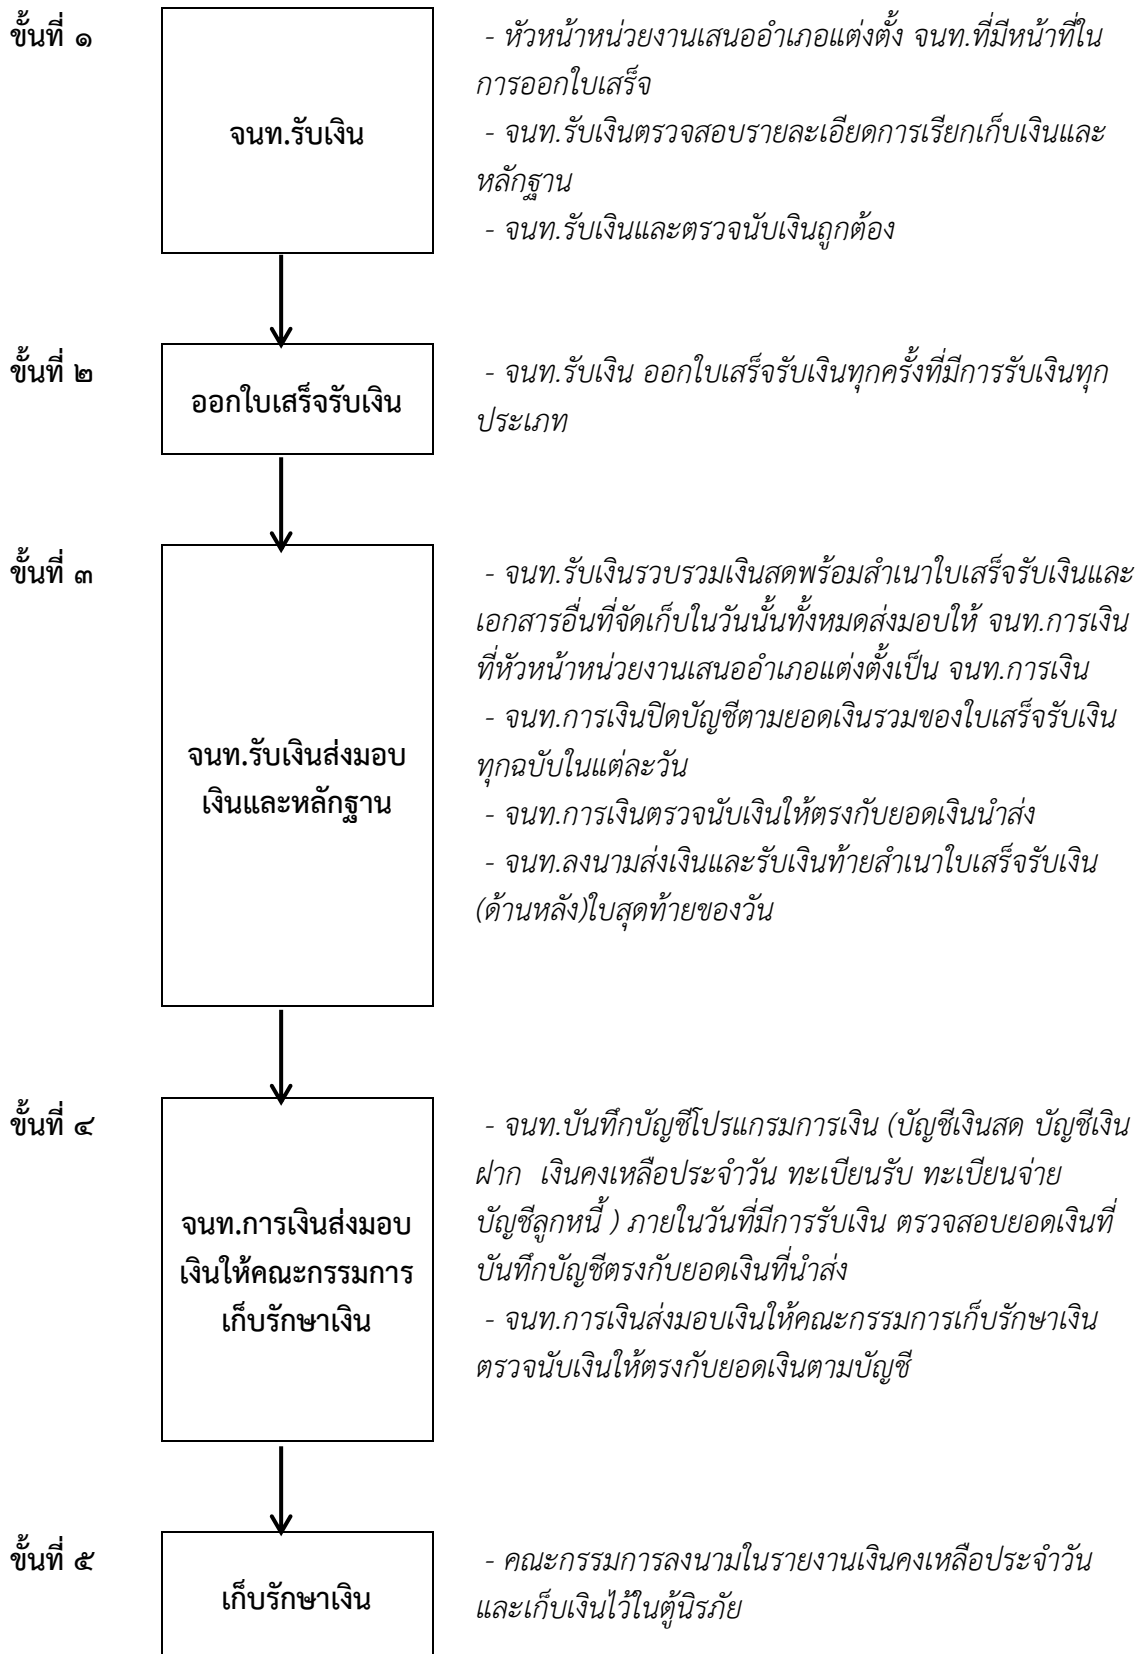 ขั้นที่ ๑
จนท.รับเงิน
- หัวหน้าหน่วยงานเสนออำเภอแต่งตั้ง จนท.ที่มีหน้าที่ใน
การออกใบเสร็จ
- จนท.รับเงินตรวจสอบรายละเอียดการเรียกเก็บเงินและ
หลักฐาน
- จนท.รับเงินและตรวจนับเงินถูกต้อง
ขั้นที่ ๒
ออกใบเสร็จรับเงิน
- จนท.รับเงิน ออกใบเสร็จรับเงินทุกครั้งที่มีการรับเงินทุก
ประเภท
ขั้นที่ ๓
จนท.รับเงินส่งมอบ
เงินและหลักฐาน
- จนท.รับเงินรวบรวมเงินสดพร้อมสำเนาใบเสร็จรับเงินและ
เอกสารอื่นที่จัดเก็บในวันนั้นทั้งหมดส่งมอบให้ จนท.การเงิน
ที่หัวหน้าหน่วยงานเสนออำเภอแต่งตั้งเป็น จนท.การเงิน
- จนท.การเงินปิดบัญชีตามยอดเงินรวมของใบเสร็จรับเงิน
ทุกฉบับในแต่ละวัน
- จนท.การเงินตรวจนับเงินให้ตรงกับยอดเงินนำส่ง
- จนท.ลงนามส่งเงินและรับเงินท้ายสำเนาใบเสร็จรับเงิน
(ด้านหลัง)ใบสุดท้ายของวัน
ขั้นที่ ๔
จนท.การเงินส่งมอบ
เงินให้คณะกรรมการ
เก็บรักษาเงิน
- จนท.บันทึกบัญชีโปรแกรมการเงิน (บัญชีเงินสด บัญชีเงิน
ฝาก เงินคงเหลือประจำวัน ทะเบียนรับ ทะเบียนจ่าย
บัญชีลูกหนี้ ) ภายในวันที่มีการรับเงิน ตรวจสอบยอดเงินที่
บันทึกบัญชีตรงกับยอดเงินที่นำส่ง
- จนท.การเงินส่งมอบเงินให้คณะกรรมการเก็บรักษาเงิน
ตรวจนับเงินให้ตรงกับยอดเงินตามบัญชี
ขั้นที่ ๕
เก็บรักษาเงิน
- คณะกรรมการลงนามในรายงานเงินคงเหลือประจำวัน
และเก็บเงินไว้ในตู้นิรภัย